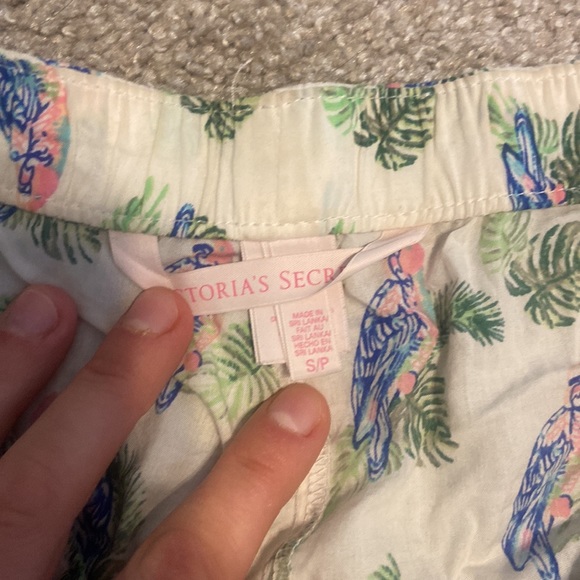 TORIA'S SECR
MADE IN
SRI LANKA/
FAIT AU
SRI LANKA/
HECHO EN
SRI LANKA
S/P